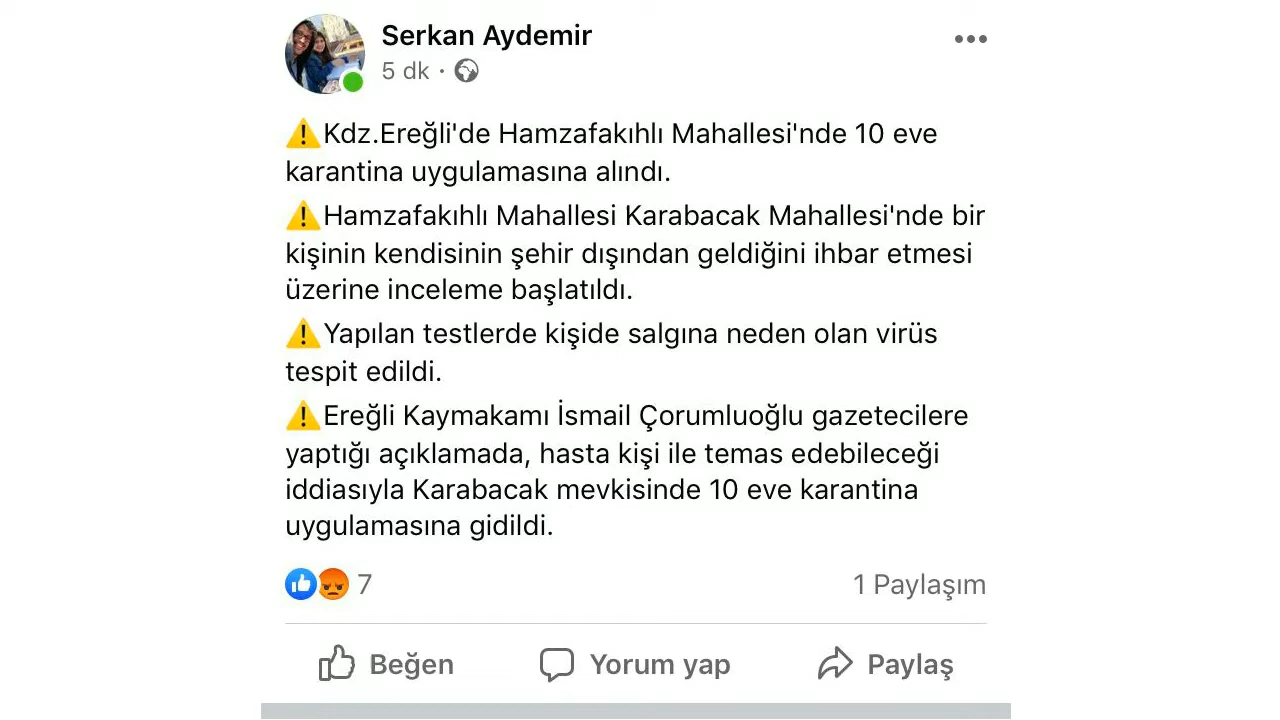 Serkan Aydemir
5 dk ·
⚠️Kdz.Ereğli'de Hamzafakıhlı Mahallesi'nde 10 eve
karantina uygulamasına alındı.
⚠️Hamzafakıhlı Mahallesi Karabacak Mahallesi'nde bir
kişinin kendisinin şehir dışından geldiğini ihbar etmesi
üzerine inceleme başlatıldı.
⚠️Yapılan testlerde kişide salgına neden olan virüs
tespit edildi.
⚠️Ereğli Kaymakamı İsmail Çorumluoğlu gazetecilere
yaptığı açıklamada, hasta kişi ile temas edebileceği
iddiasıyla Karabacak mevkisinde 10 eve karantina
uygulamasına gidildi.
7 1 Paylaşım
Beğen Yorum yap Paylaş